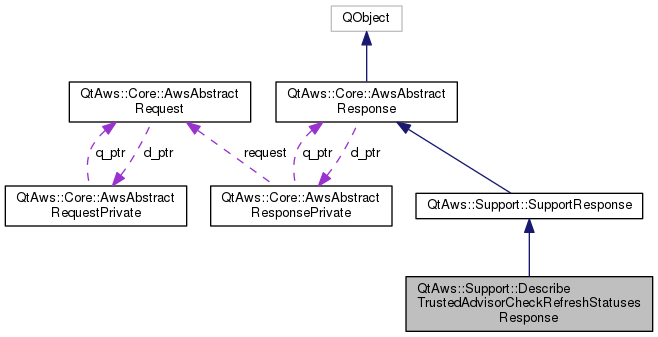 QObject
QtAws::Core::AwsAbstract
Request
QtAws::Core::AwsAbstract
Response
q_ptr
d_ptr
request
q_ptr
d_ptr
QtAws::Core::AwsAbstract
RequestPrivate
QtAws::Core::AwsAbstract
ResponsePrivate
QtAws::Support::SupportResponse
QtAws::Support::Describe
TrustedAdvisorCheckRefreshStatuses
Response